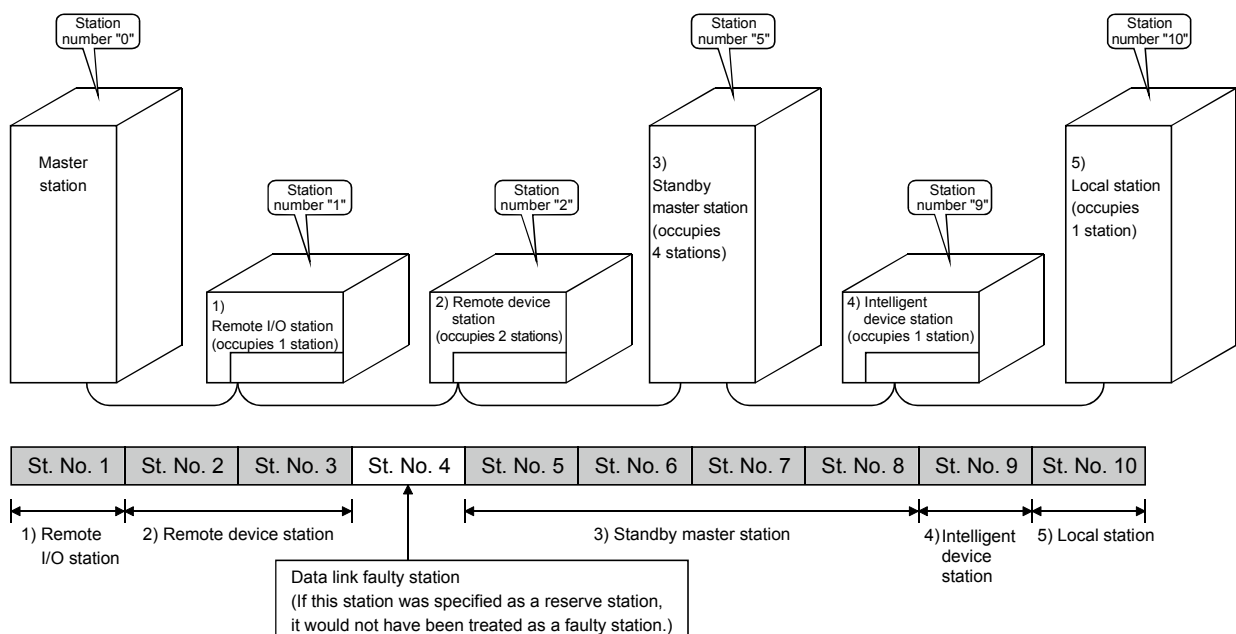 Station
number "0"
Station
number "5"
Station
number "10"
Master
station
Station
number "1"
Station
number "2"
3)
Standby
master station
(occupies
4 stations)
Station
number "9"
5)
Local station
(occupies
1 station)
1)
Remote I/O station
(occupies 1 station)
2) Remote device
station
(occupies 2 stations)
4) Intelligent
device station
(occupies 1 station)
St. No. 1 St. No. 2 St. No. 3 St. No. 4 St. No. 5 St. No. 6 St. No. 7 St. No. 8 St. No. 9 St. No. 10
1) Remote
I/O station
2) Remote device station
3) Standby master station
4) Intelligent
device
station
5) Local station
Data link faulty station
(If this station was specified as a reserve station,
it would not have been treated as a faulty station.)